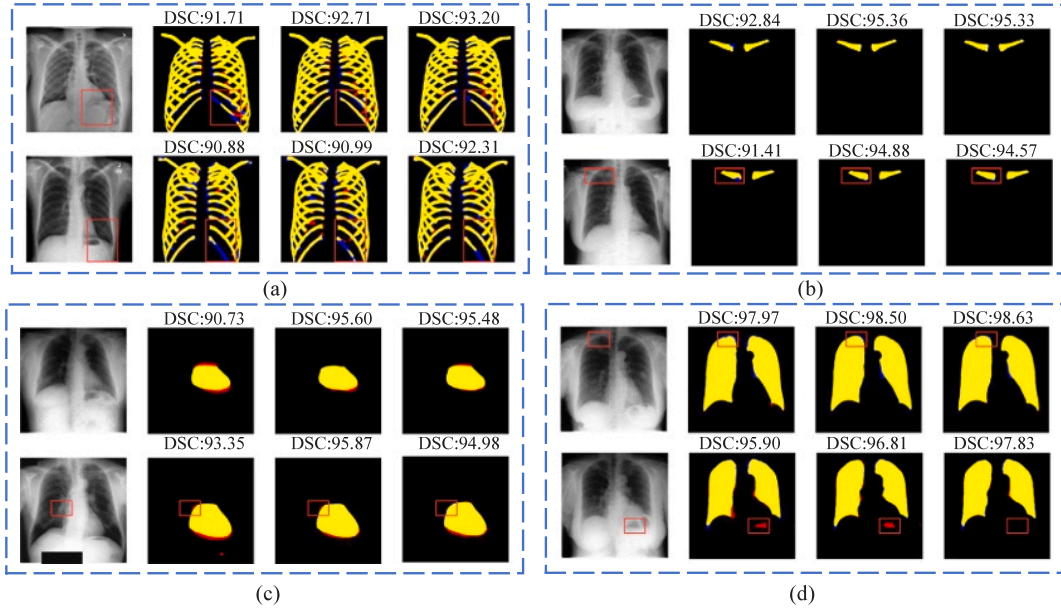 DSC:91.71 DSC:92.71 DSC:93.20
DSC:90.88 DSC:90.99 DSC:92.31
(a)
DSC:92.84 DSC:95.36 DSC:95.33
DSC:91.41 DSC:94.88 DSC:94.57
(b)
DSC:90.73 DSC:95.60 DSC:95.48
DSC:93.35 DSC:95.87 DSC:94.98
(c)
DSC:97.97 DSC:98.50 DSC:98.63
DSC:95.90 DSC:96.81 DSC:97.83
(d)